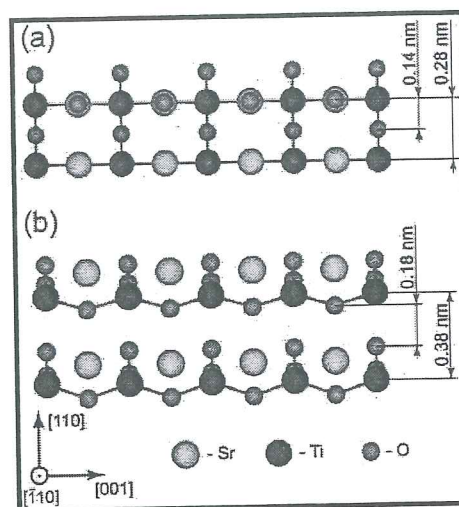 (a)
0.14 nm
0.28 nm
(b)
0.18 nm
0.38 nm
[110]
[1̄10]
[001]
- Sr
- Ti
- O